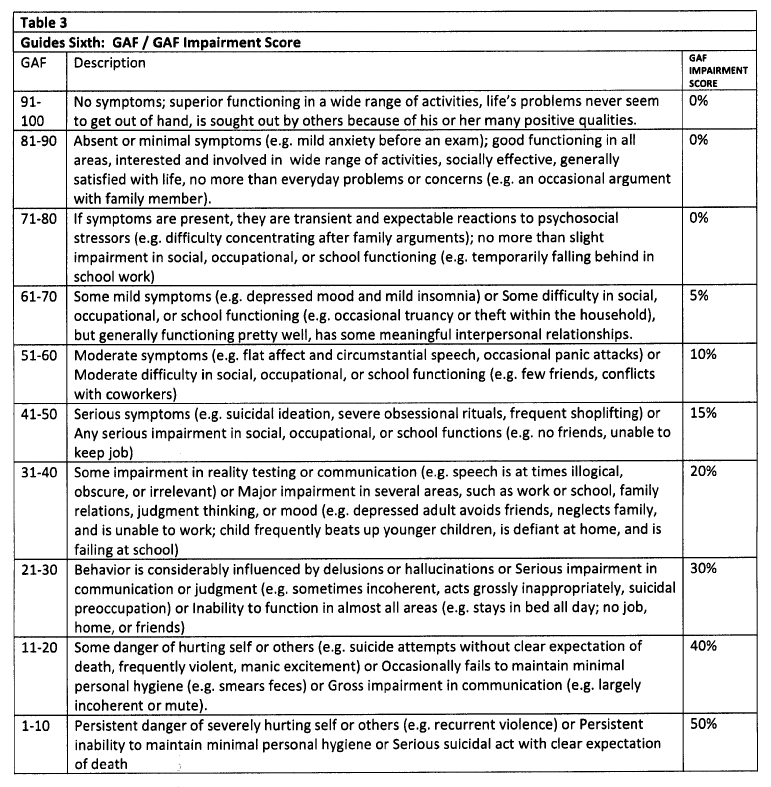 Table 3
Guides Sixth: GAF / GAF Impairment Score
GAF Description GAF IMPAIRMENT SCORE
91-100 No symptoms; superior functioning in a wide range of activities, life's problems never seem 0%
to get out of hand, is sought out by others because of his or her many positive qualities.
81-90 Absent or minimal symptoms (e.g. mild anxiety before an exam); good functioning in all 0%
areas, interested and involved in wide range of activities, socially effective, generally
satisfied with life, no more than everyday problems or concerns (e.g. an occasional argument
with family member).
71-80 If symptoms are present, they are transient and expectable reactions to psychosocial 0%
stressors (e.g. difficulty concentrating after family arguments); no more than slight
impairment in social, occupational, or school functioning (e.g. temporarily falling behind in
school work)
61-70 Some mild symptoms (e.g. depressed mood and mild insomnia) or Some difficulty in social, 5%
occupational, or school functioning (e.g. occasional truancy or theft within the household),
but generally functioning pretty well, has some meaningful interpersonal relationships.
51-60 Moderate symptoms (e.g. flat affect and circumstantial speech, occasional panic attacks) or 10%
Moderate difficulty in social, occupational, or school functioning (e.g. few friends, conflicts
with coworkers)
41-50 Serious symptoms (e.g. suicidal ideation, severe obsessional rituals, frequent shoplifting) or 15%
Any serious impairment in social, occupational, or school functions (e.g. no friends, unable to
keep job)
31-40 Some impairment in reality testing or communication (e.g. speech is at times illogical, 20%
obscure, or irrelevant) or Major impairment in several areas, such as work or school, family
relations, judgment thinking, or mood (e.g. depressed adult avoids friends, neglects family,
and is unable to work; child frequently beats up younger children, is defiant at home, and is
failing at school)
21-30 Behavior is considerably influenced by delusions or hallucinations or Serious impairment in 30%
communication or judgment (e.g. sometimes incoherent, acts grossly inappropriately, suicidal
preoccupation) or Inability to function in almost all areas (e.g. stays in bed all day; no job,
home, or friends)
11-20 Some danger of hurting self or others (e.g. suicide attempts without clear expectation of 40%
death, frequently violent, manic excitement) or Occasionally fails to maintain minimal
personal hygiene (e.g. smears feces) or Gross impairment in communication (e.g. largely
incoherent or mute).
1-10 Persistent danger of severely hurting self or others (e.g. recurrent violence) or Persistent 50%
inability to maintain minimal personal hygiene or Serious suicidal act with clear expectation
of death